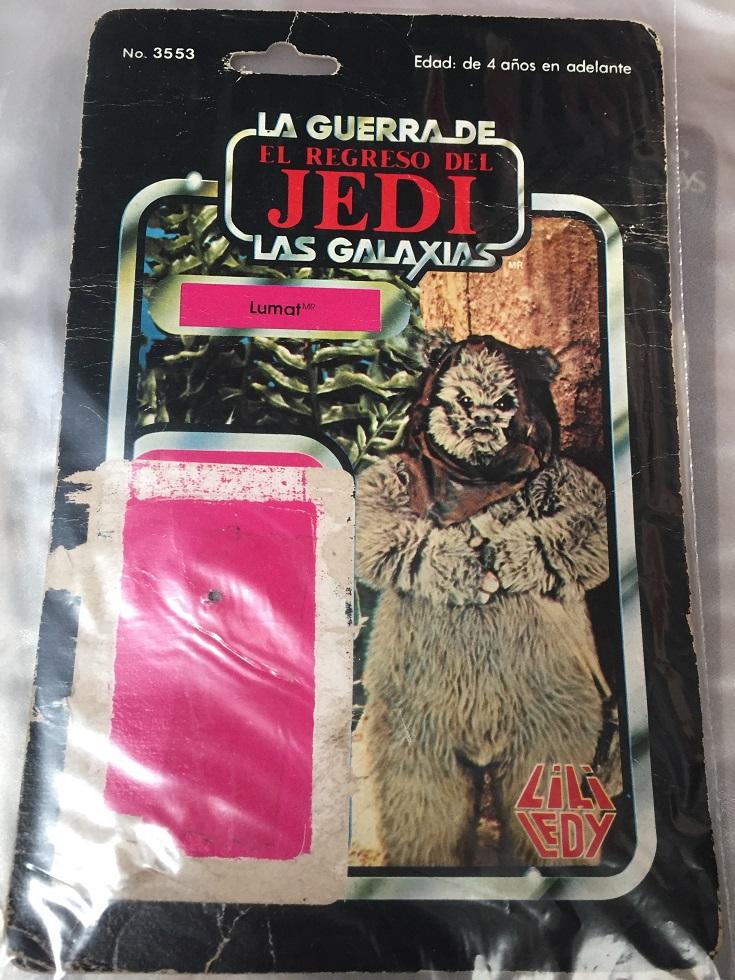 No. 3553
Edad: de 4 años en adelante
LA GUERRA DE
EL REGRESO DEL
JEDI
LAS GALAXIAS MR
Lumat MR
LiLi
LEDY